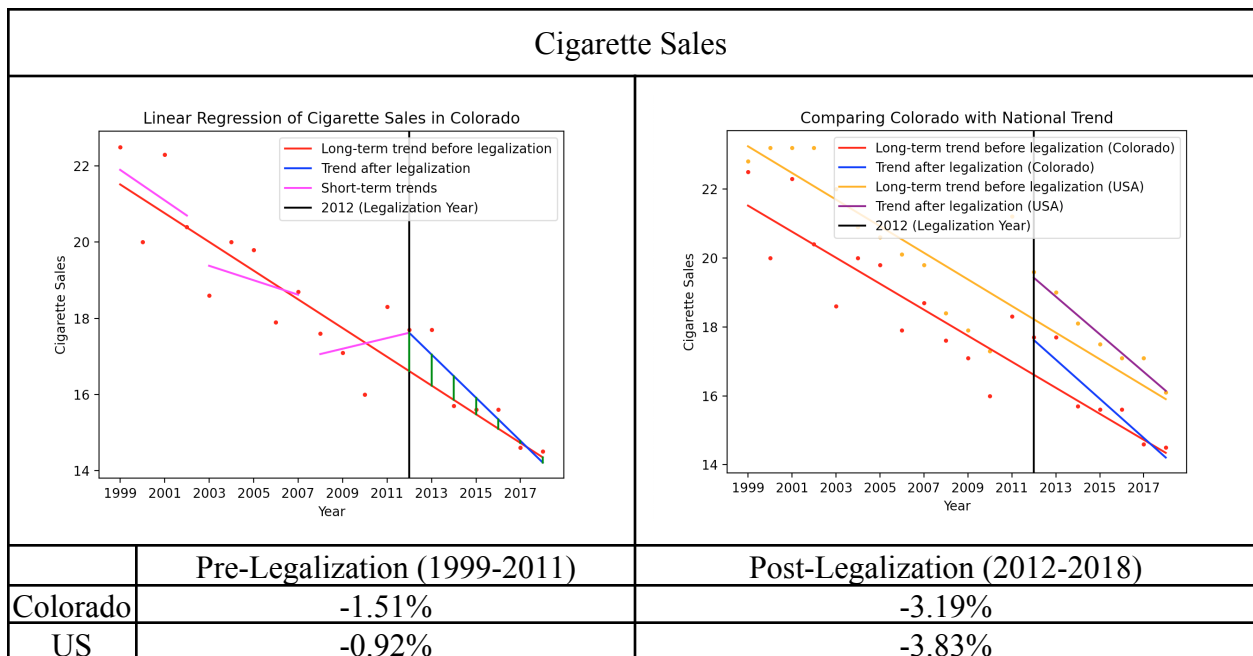 Cigarette Sales
Linear Regression of Cigarette Sales in Colorado
Long-term trend before legalization
Trend after legalization
Short-term trends
2012 (Legalization Year)
Cigarette Sales
22
20
18
16
14
1999 2001 2003 2005 2007 2009 2011 2013 2015 2017
Year
Comparing Colorado with National Trend
Long-term trend before legalization (Colorado)
Trend after legalization (Colorado)
Long-term trend before legalization (USA)
Trend after legalization (USA)
2012 (Legalization Year)
Cigarette Sales
22
20
18
16
14
1999 2001 2003 2005 2007 2009 2011 2013 2015 2017
Year
Pre-Legalization (1999-2011) Post-Legalization (2012-2018)
Colorado -1.51% -3.19%
US -0.92% -3.83%